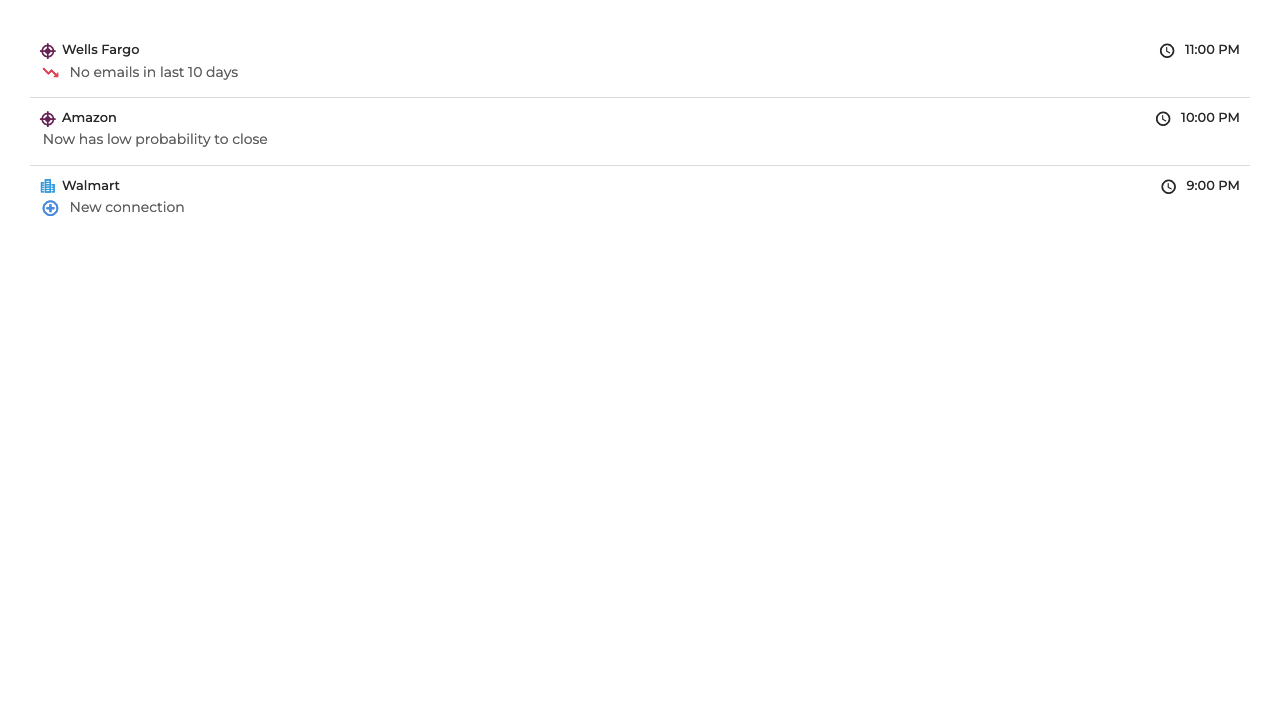 Wells Fargo 11:00 PM
No emails in last 10 days
Amazon 10:00 PM
Now has low probability to close
Walmart 9:00 PM
New connection